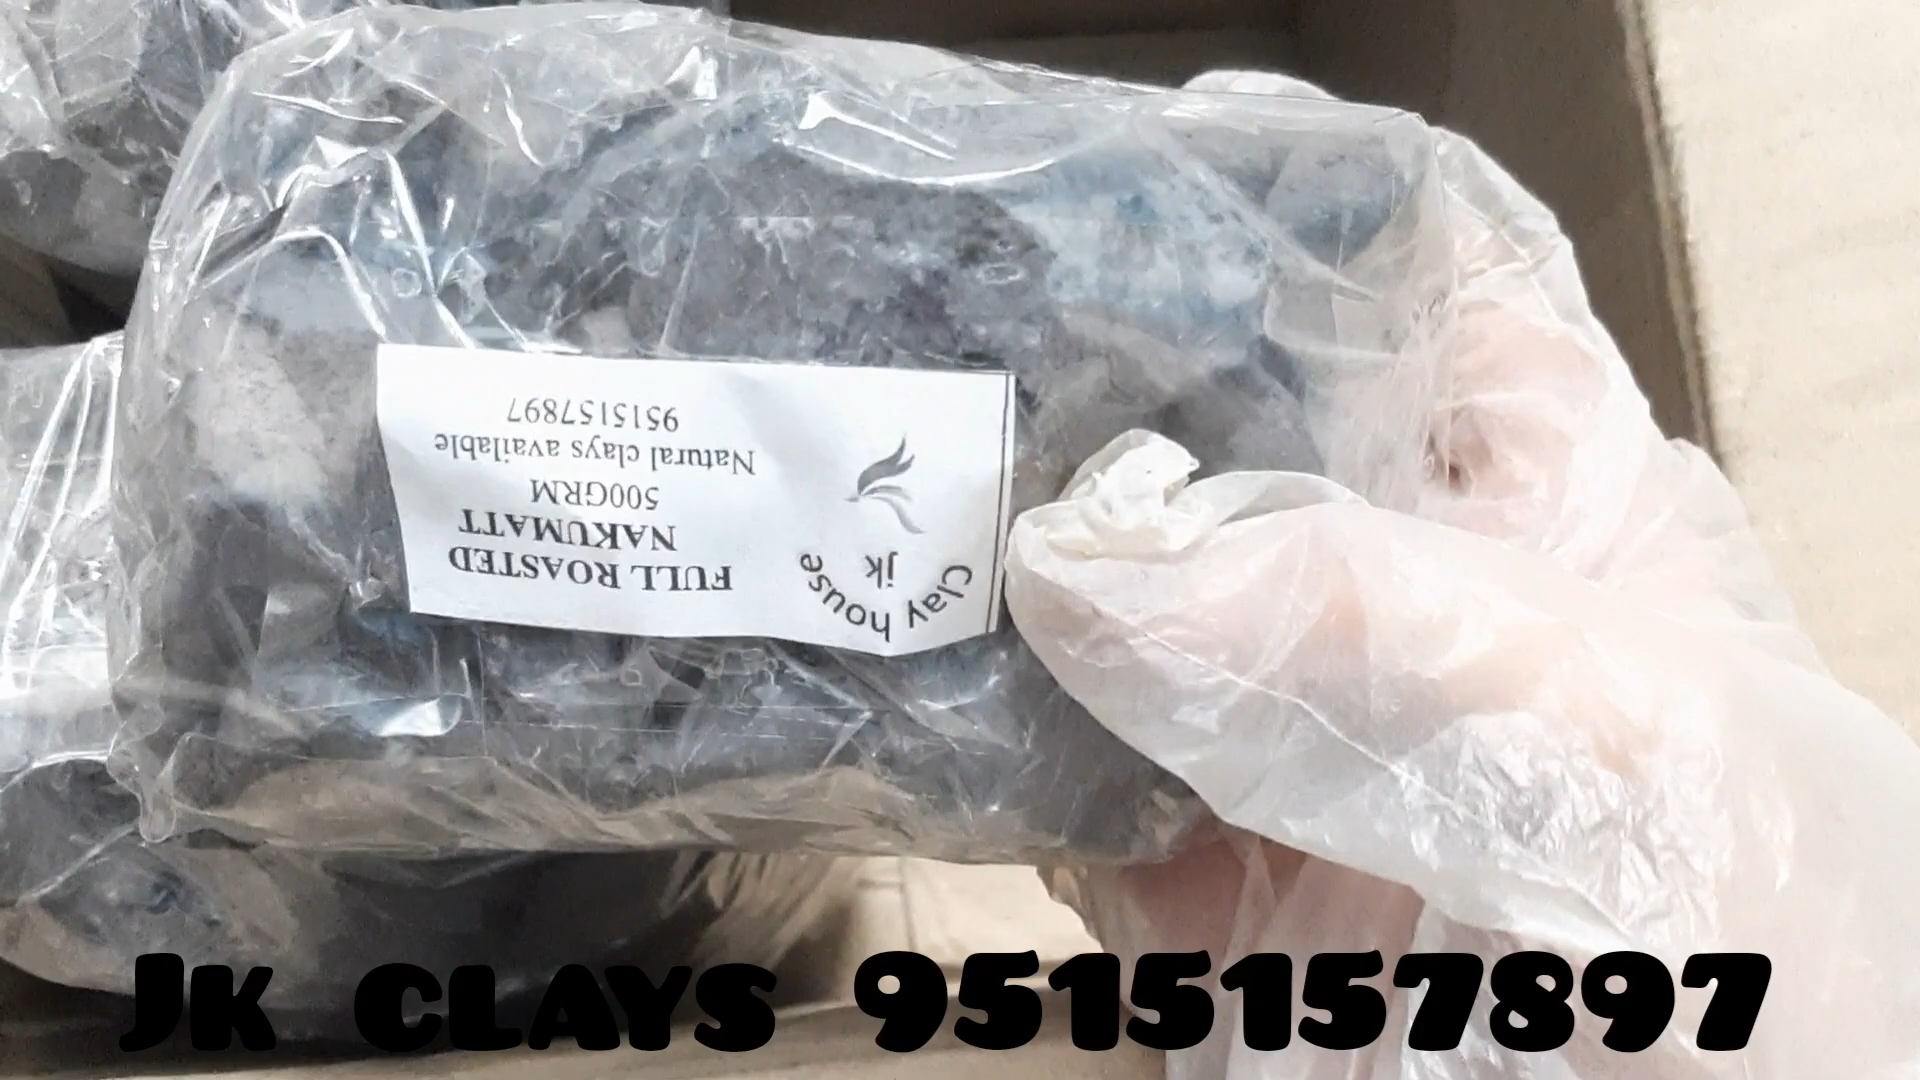 FULL ROASTED
NAKUMATT
500GRM
Natural clays available
9515157897
Clay house
jk
JK CLAYS 9515157897